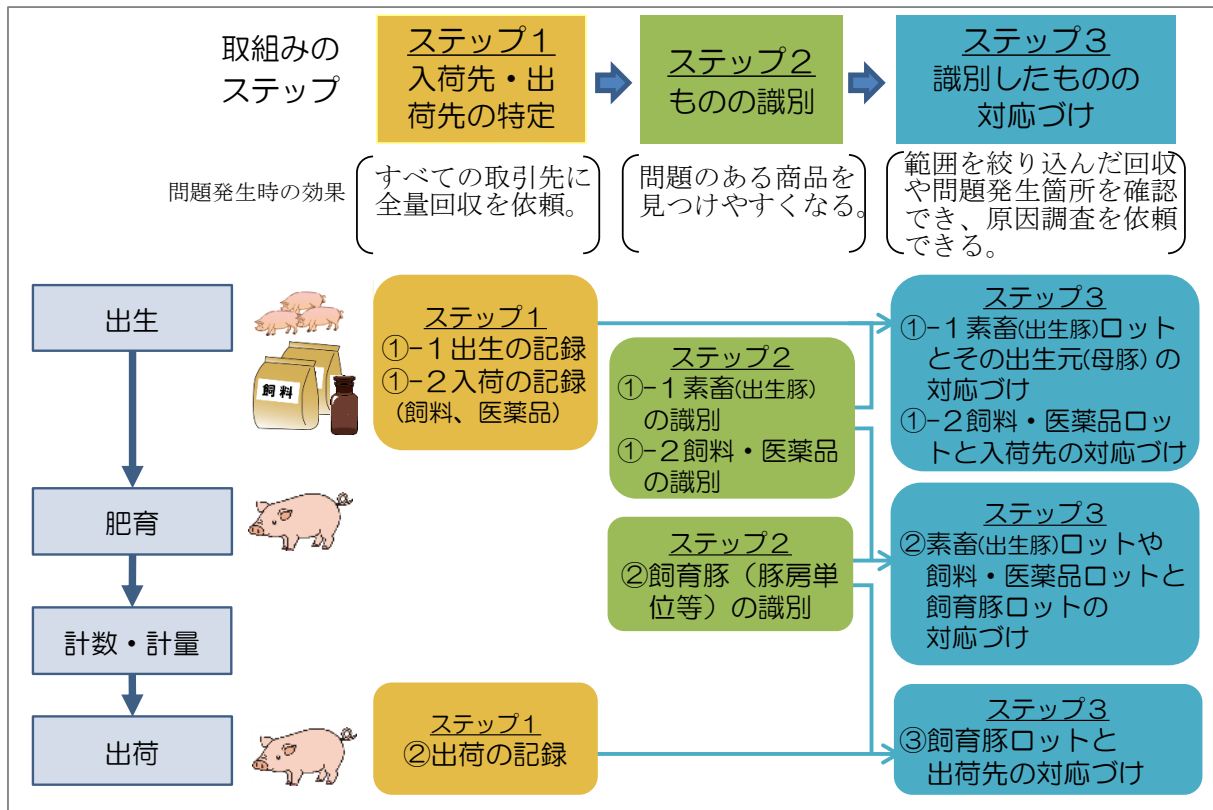 取組みの
ステップ
ステップ１
入荷先・出
荷先の特定
ステップ２
ものの識別
ステップ３
識別したものの
対応づけ
問題発生時の効果
すべての取引先に
全量回収を依頼。
問題のある商品を
見つけやすくなる。
範囲を絞り込んだ回収
や問題発生箇所を確認
でき、原因調査を依頼
できる。
出生
飼料
ステップ１
①-１出生の記録
①-２入荷の記録
(飼料、医薬品)
ステップ２
①-１素畜(出生豚)
の識別
①-２飼料・医薬品
の識別
ステップ３
①-１素畜(出生豚)ロット
とその出生元(母豚) の
対応づけ
①-２飼料・医薬品ロッ
トと入荷先の対応づけ
肥育
ステップ２
②飼育豚（豚房単
位等）の識別
ステップ３
②素畜(出生豚)ロットや
飼料・医薬品ロットと
飼育豚ロットの
対応づけ
計数・計量
出荷
ステップ１
②出荷の記録
ステップ３
③飼育豚ロットと
出荷先の対応づけ